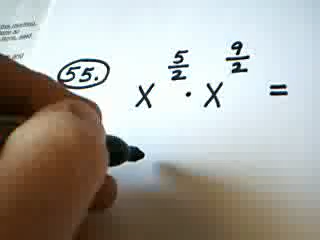 55. x^(5/2) · x^(9/2) =